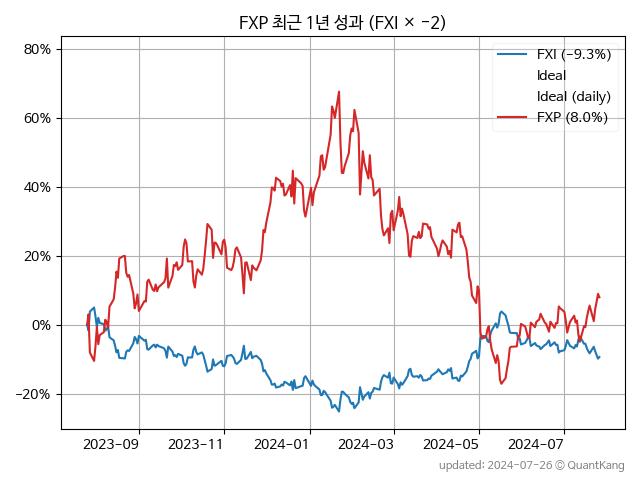 FXP 최근 1년 성과 (FXI × −2)
80%
60%
40%
20%
0%
−20%
FXI (−9.3%)
Ideal
Ideal (daily)
FXP (8.0%)
2023−09
2023−11
2024−01
2024−03
2024−05
2024−07
updated: 2024-07-26 © QuantKang